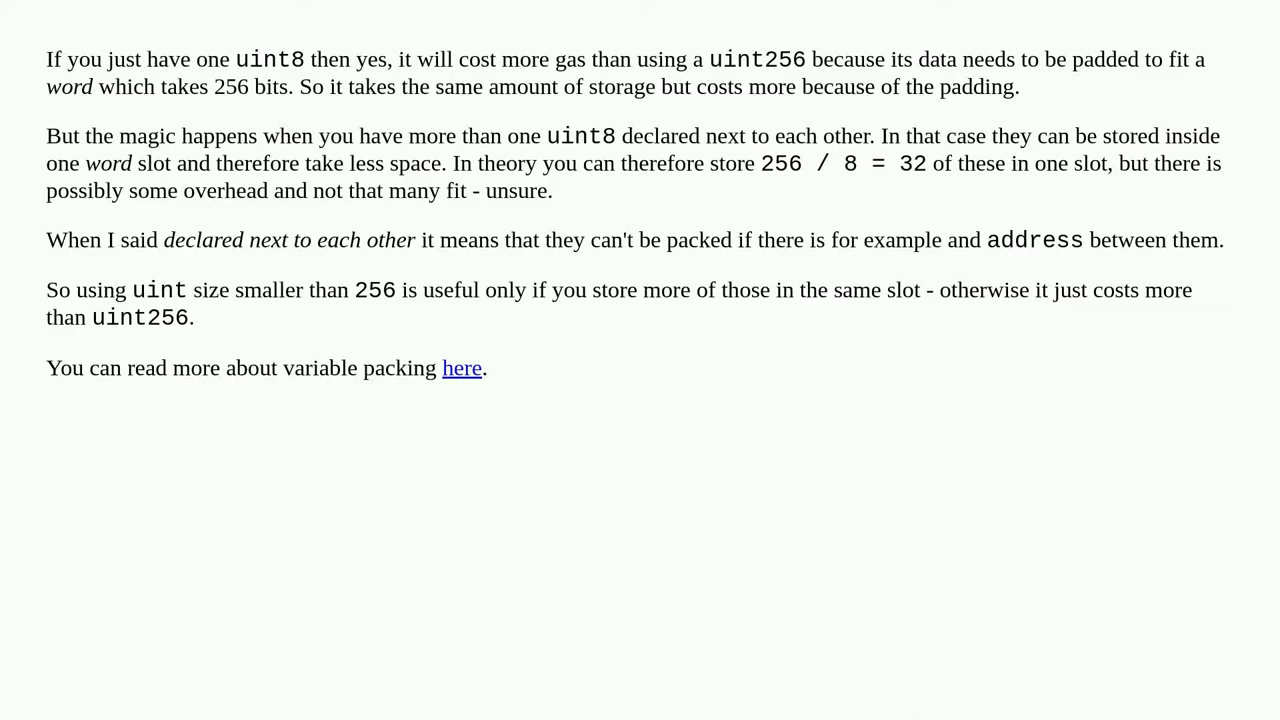 If you just have one uint8 then yes, it will cost more gas than using a uint256 because its data needs to be padded to fit a
word which takes 256 bits. So it takes the same amount of storage but costs more because of the padding.
But the magic happens when you have more than one uint8 declared next to each other. In that case they can be stored inside
one word slot and therefore take less space. In theory you can therefore store 256 / 8 = 32 of these in one slot, but there is
possibly some overhead and not that many fit - unsure.
When I said declared next to each other it means that they can't be packed if there is for example and address between them.
So using uint size smaller than 256 is useful only if you store more of those in the same slot - otherwise it just costs more
than uint256.
You can read more about variable packing here.